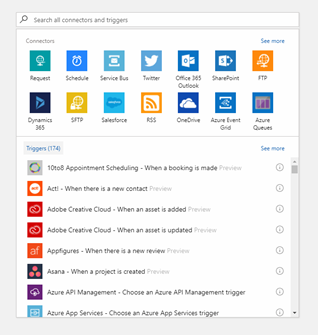 Search all connectors and triggers
Connectors See more
Request Schedule Service Bus Twitter Office 365 Outlook SharePoint FTP
Dynamics 365 SFTP Salesforce RSS OneDrive Azure Event Grid Azure Queues
Triggers (174) See more
10to8 Appointment Scheduling - When a booking is made Preview
Act! - When there is a new contact Preview
Adobe Creative Cloud - When an asset is added Preview
Adobe Creative Cloud - When an asset is updated Preview
Appfigures - When there is a new review Preview
Asana - When a project is created Preview
Azure API Management - Choose an Azure API Management trigger
Azure App Services - Choose an Azure App Services trigger